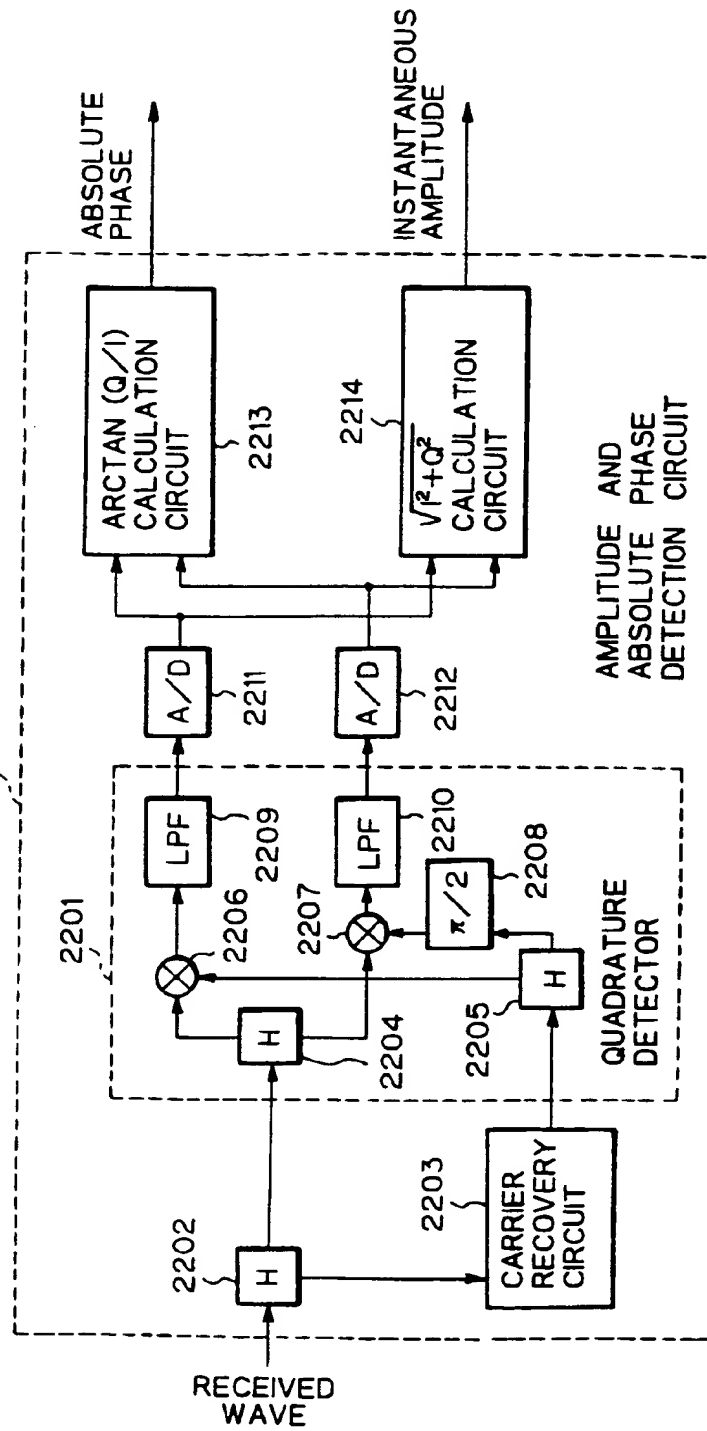 RECEIVED
WAVE
2202
H
2203
CARRIER
RECOVERY
CIRCUIT
2201
H
2204
2206
2207
H
2205
π/2
2208
LPF
2209
LPF
2210
QUADRATURE
DETECTOR
A/D
2211
A/D
2212
ARCTAN (Q/I)
CALCULATION
CIRCUIT
2213
√I²+Q²
CALCULATION
CIRCUIT
2214
AMPLITUDE AND
ABSOLUTE PHASE
DETECTION CIRCUIT
ABSOLUTE
PHASE
INSTANTANEOUS
AMPLITUDE